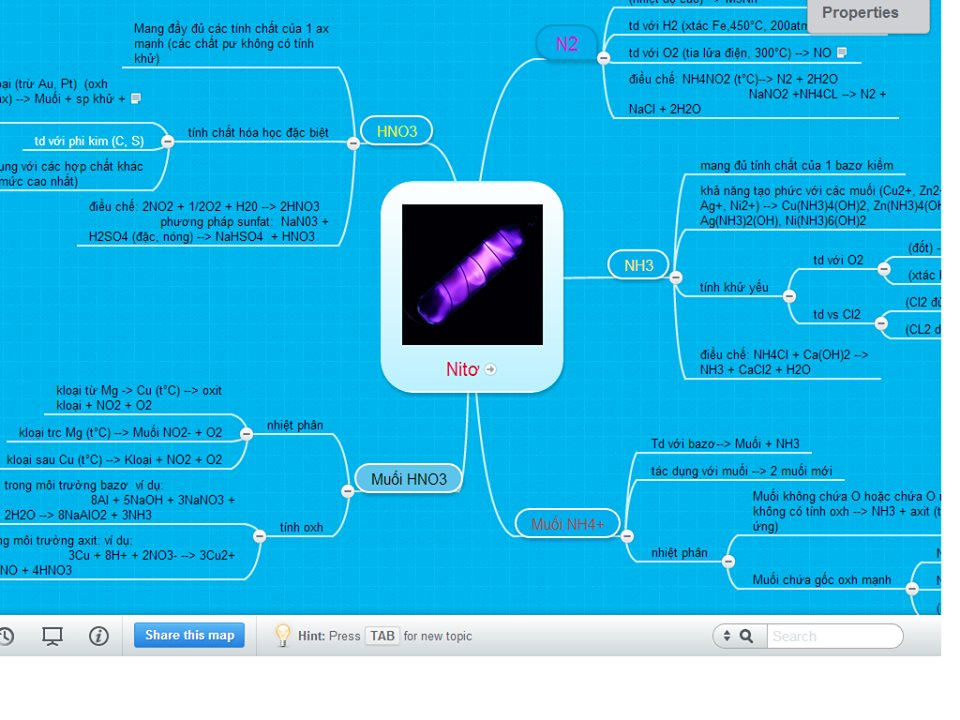 Properties
Mang đầy đủ các tính chất của 1 ax
mạnh (các chất pư không có tính
khử)
(trừ Au, Pt) (oxh
--> Muối + sp khử +
td với phi kim (C, S)
với các hợp chất khác
mức cao nhất)
tính chất hóa học đặc biệt
HNO3
điều chế: 2NO2 + 1/2O2 + H20 --> 2HNO3
phương pháp sunfat: NaN03 +
H2SO4 (đặc, nóng) --> NaHSO4 + HNO3
N2
td với H2 (xtác Fe,450°C, 200atm
td với O2 (tia lửa điện, 300°C) --> NO
điều chế: NH4NO2 (t°C)--> N2 + 2H2O
NaNO2 +NH4CL --> N2 +
NaCl + 2H2O
NH3
mang đủ tính chất của 1 bazơ kiềm
khả năng tạo phức với các muối (Cu2+,
Ag+, Ni2+) --> Cu(NH3)4(OH)2,
Ag(NH3)2(OH), Ni(NH3)6(OH)2
tính khử yếu
td với O2
(đốt)
(xtác
td vs Cl2
(Cl2
(CL2
điều chế: NH4Cl + Ca(OH)2 -->
NH3 + CaCl2 + H2O
Nitơ
Muối HNO3
nhiệt phân
kloại từ Mg -> Cu (t°C) --> oxit
kloại + NO2 + O2
kloại trc Mg (t°C) --> Muối NO2- + O2
kloại sau Cu (t°C) --> Kloại + NO2 + O2
tính oxh
trong môi trường bazơ ví dụ:
8Al + 5NaOH + 3NaNO3 +
2H2O --> 8NaAlO2 + 3NH3
môi trường axit: ví dụ:
3Cu + 8H+ + 2NO3- --> 3Cu2+
+ 4HNO3
Muối NH4+
Td với bazơ--> Muối + NH3
tác dụng với muối --> 2 muối mới
nhiệt phân
Muối không chứa O hoặc chứa O
không có tính oxh --> NH3 + axit
ứng)
Muối chứa gốc oxh mạnh
Share this map
Hint: Press TAB for new topic
Search